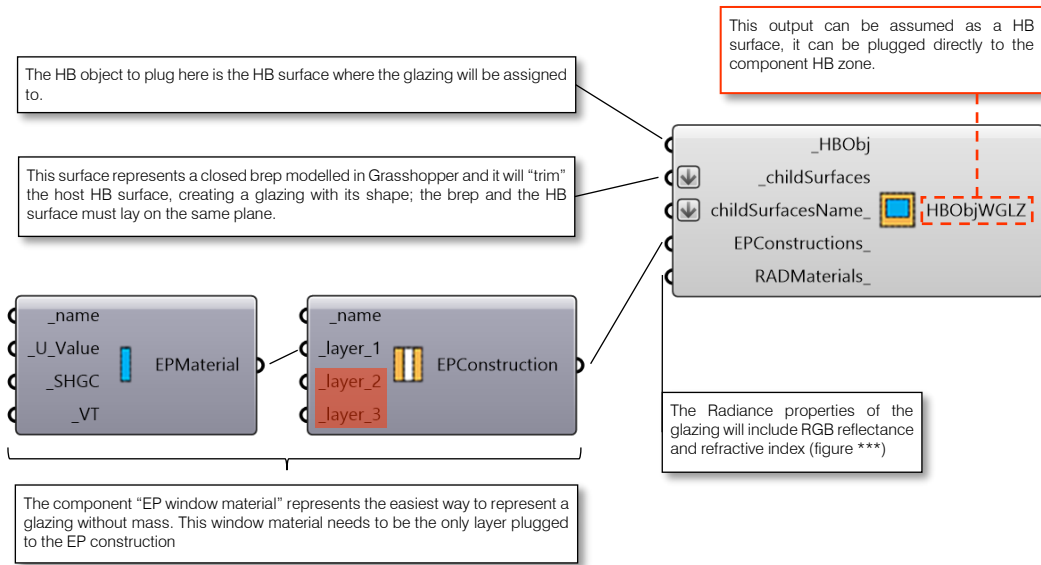 This output can be assumed as a HB
surface, it can be plugged directly to the
component HB zone.
The HB object to plug here is the HB surface where the glazing will be assigned
to.
This surface represents a closed brep modelled in Grasshopper and it will “trim”
the host HB surface, creating a glazing with its shape; the brep and the HB
surface must lay on the same plane.
_HBObj
_childSurfaces
childSurfacesName_
EPConstructions_
RADMaterials_
HBObjWGLZ
_name
_U_Value
_SHGC
_VT
EPMaterial
_name
_layer_1
_layer_2
_layer_3
EPConstruction
The Radiance properties of the
glazing will include RGB reflectance
and refractive index (figure ***)
The component “EP window material” represents the easiest way to represent a
glazing without mass. This window material needs to be the only layer plugged
to the EP construction